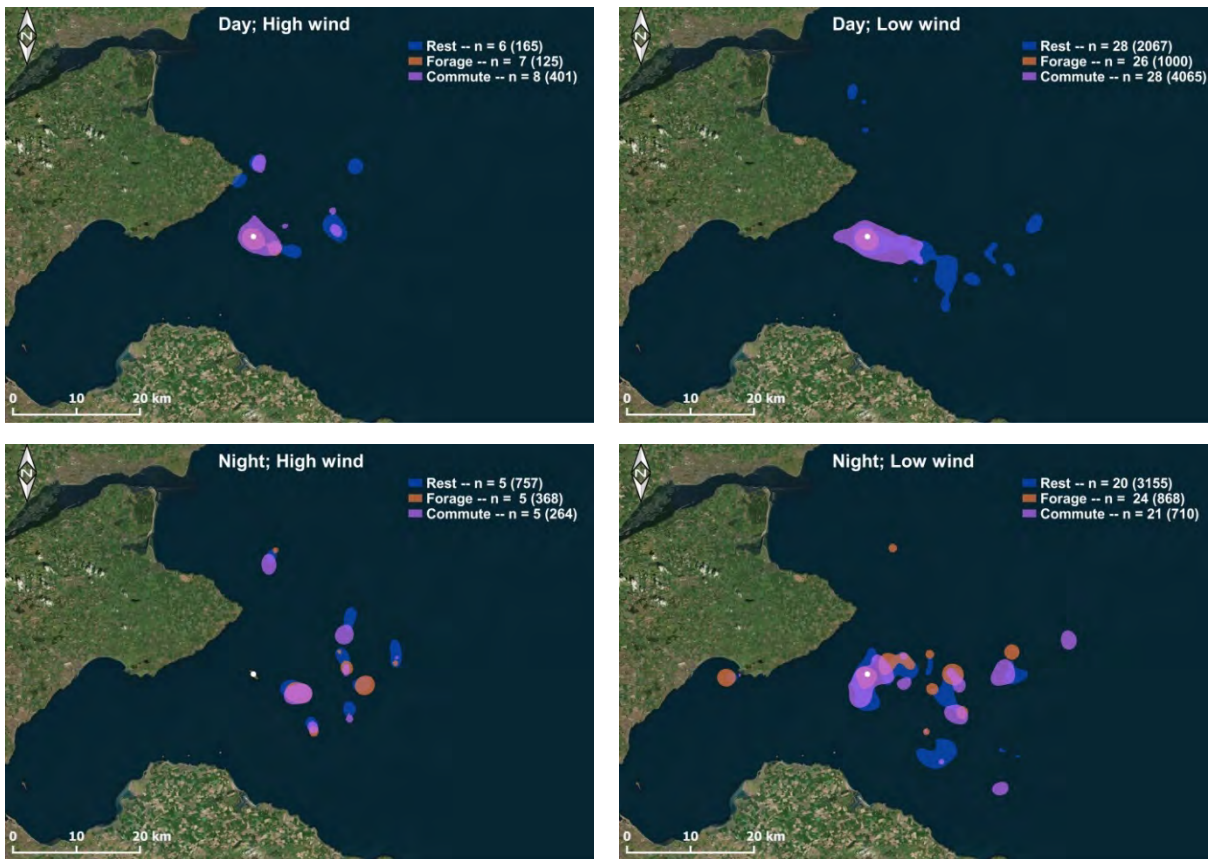 Day; High wind
N
Rest -- n = 6 (165)
Forage -- n = 7 (125)
Commute -- n = 8 (401)
0 10 20 km
Day; Low wind
N
Rest -- n = 28 (2067)
Forage -- n = 26 (1000)
Commute -- n = 28 (4065)
0 10 20 km
Night; High wind
N
Rest -- n = 5 (757)
Forage -- n = 5 (368)
Commute -- n = 5 (264)
0 10 20 km
Night; Low wind
N
Rest -- n = 20 (3155)
Forage -- n = 24 (868)
Commute -- n = 21 (710)
0 10 20 km